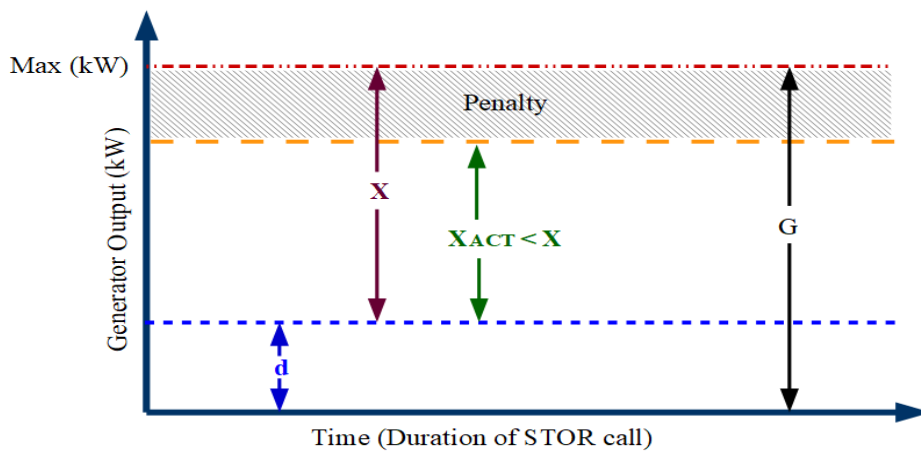 Max (kW)
Penalty
Generator Output (kW)
X
XACT < X
G
d
Time (Duration of STOR call)